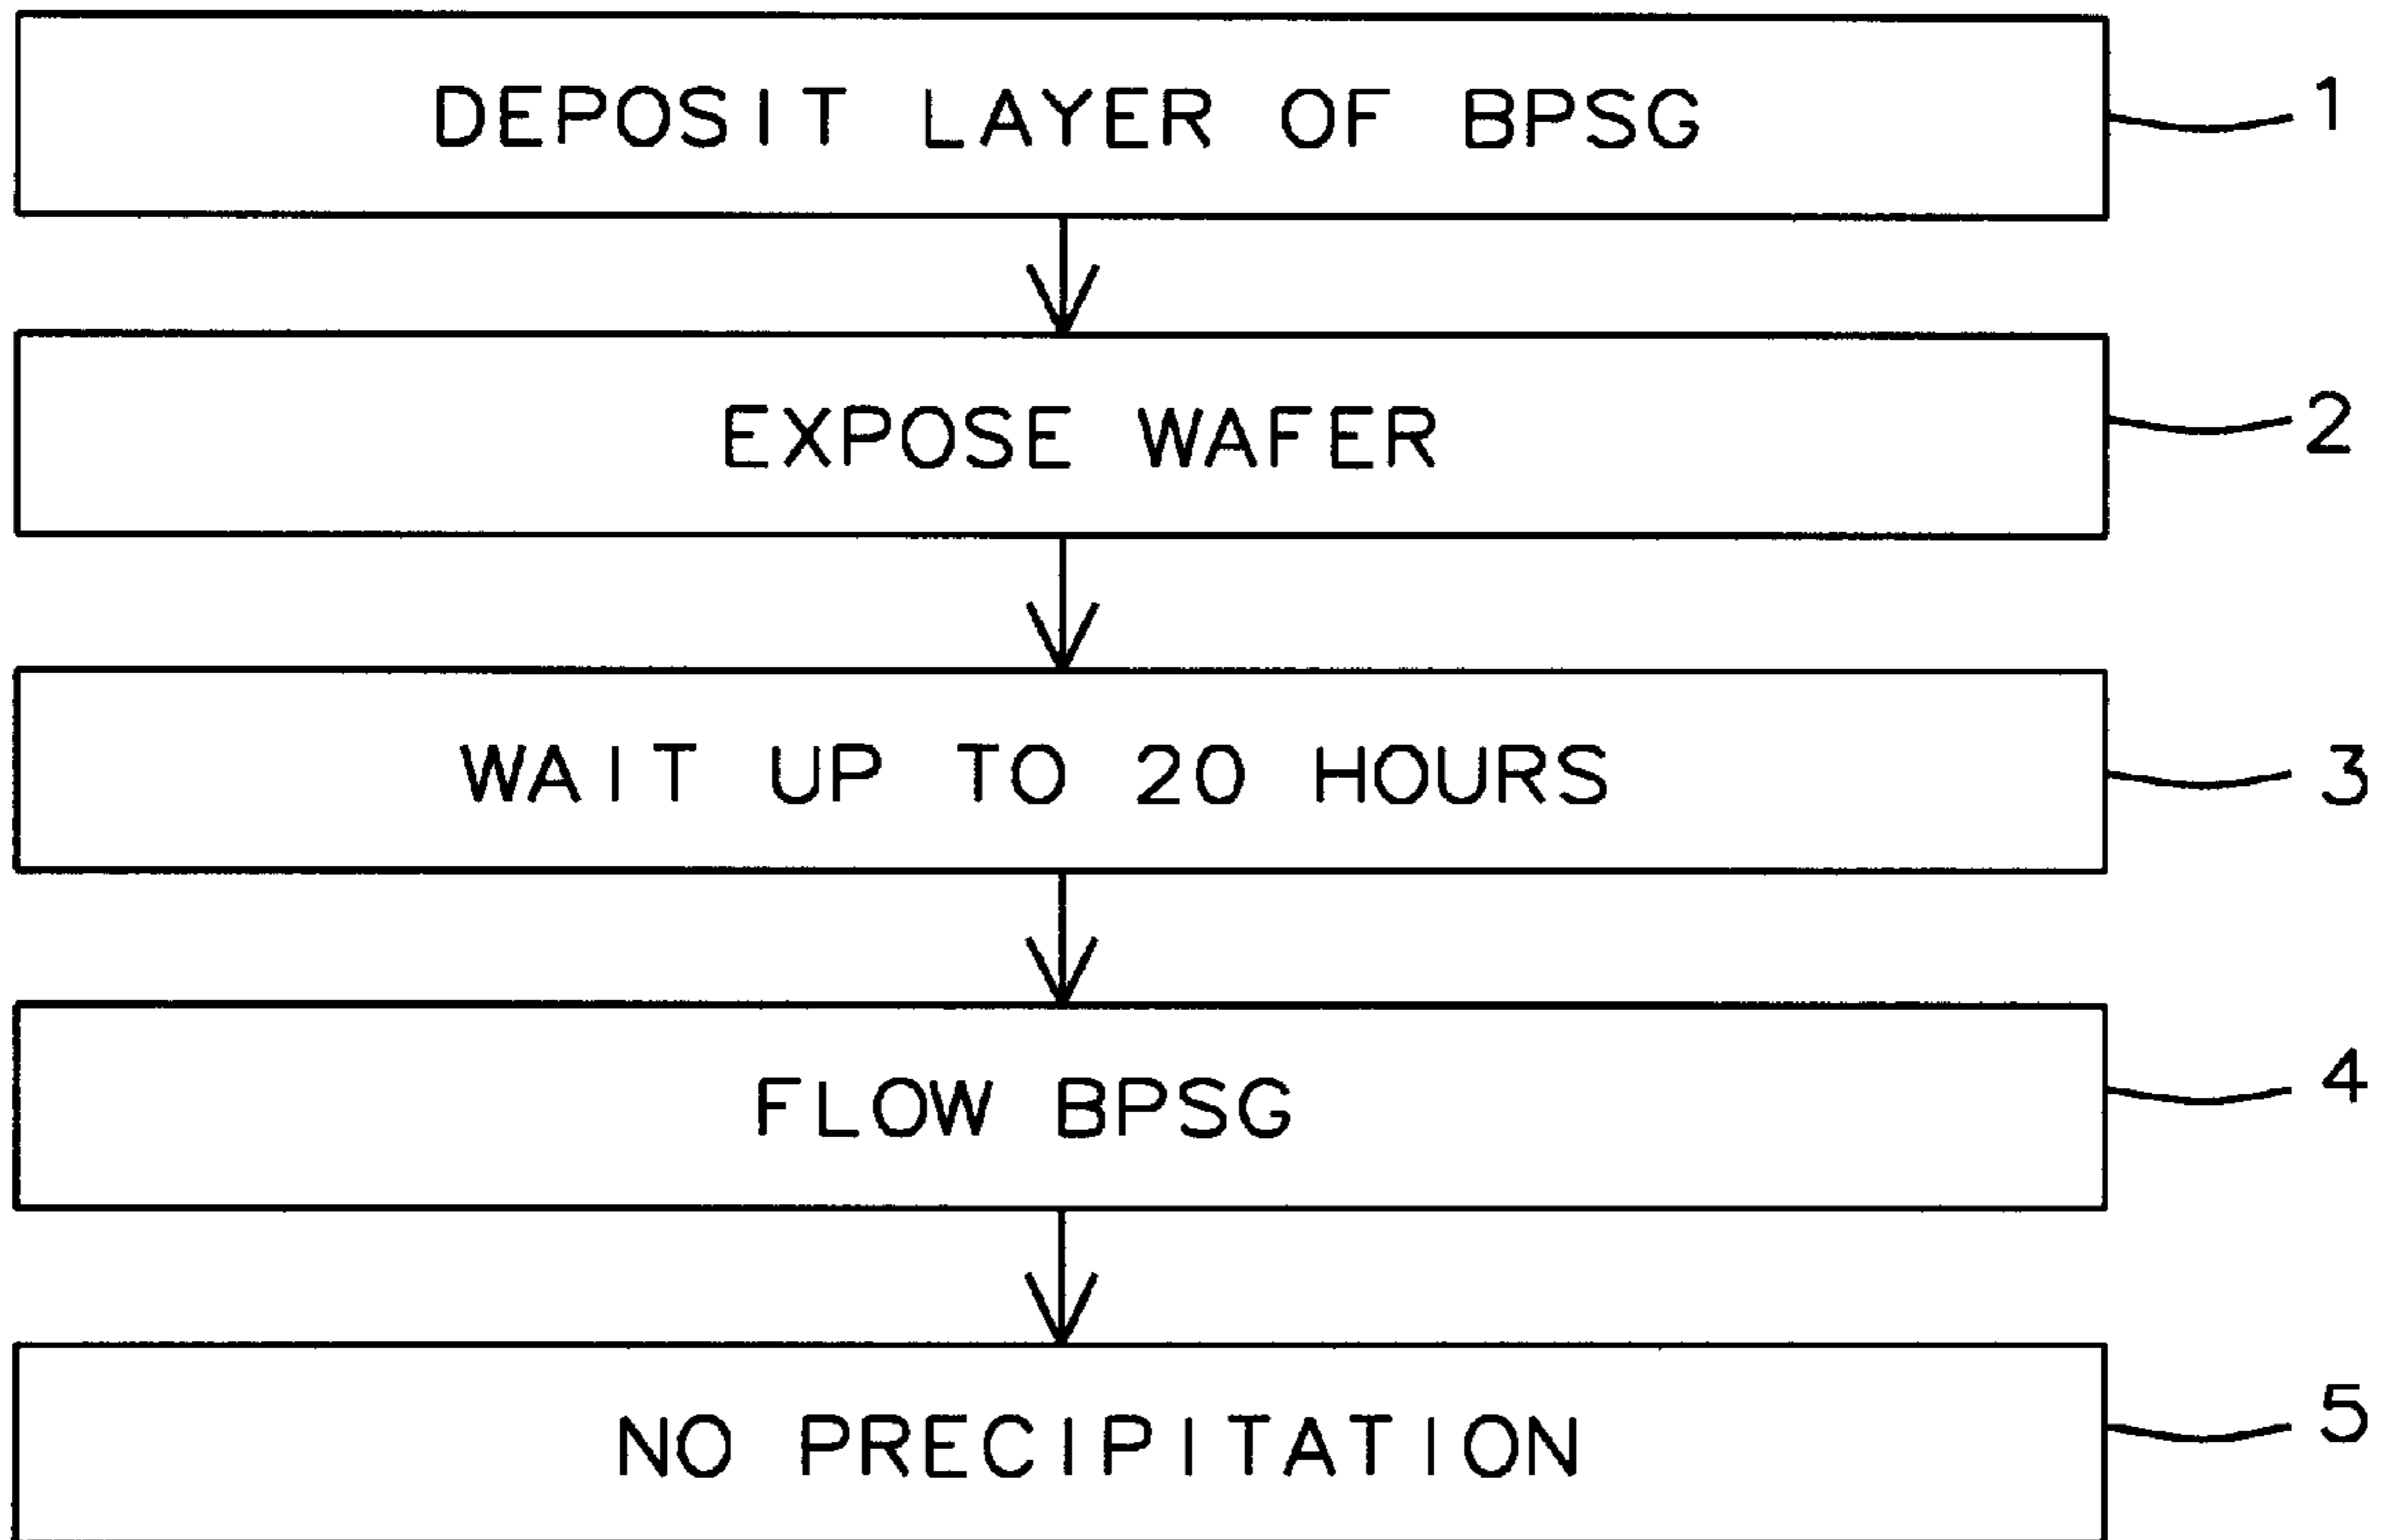 DEPOSIT LAYER OF BPSG 1
EXPOSE WAFER 2
WAIT UP TO 20 HOURS 3
FLOW BPSG 4
NO PRECIPITATION 5